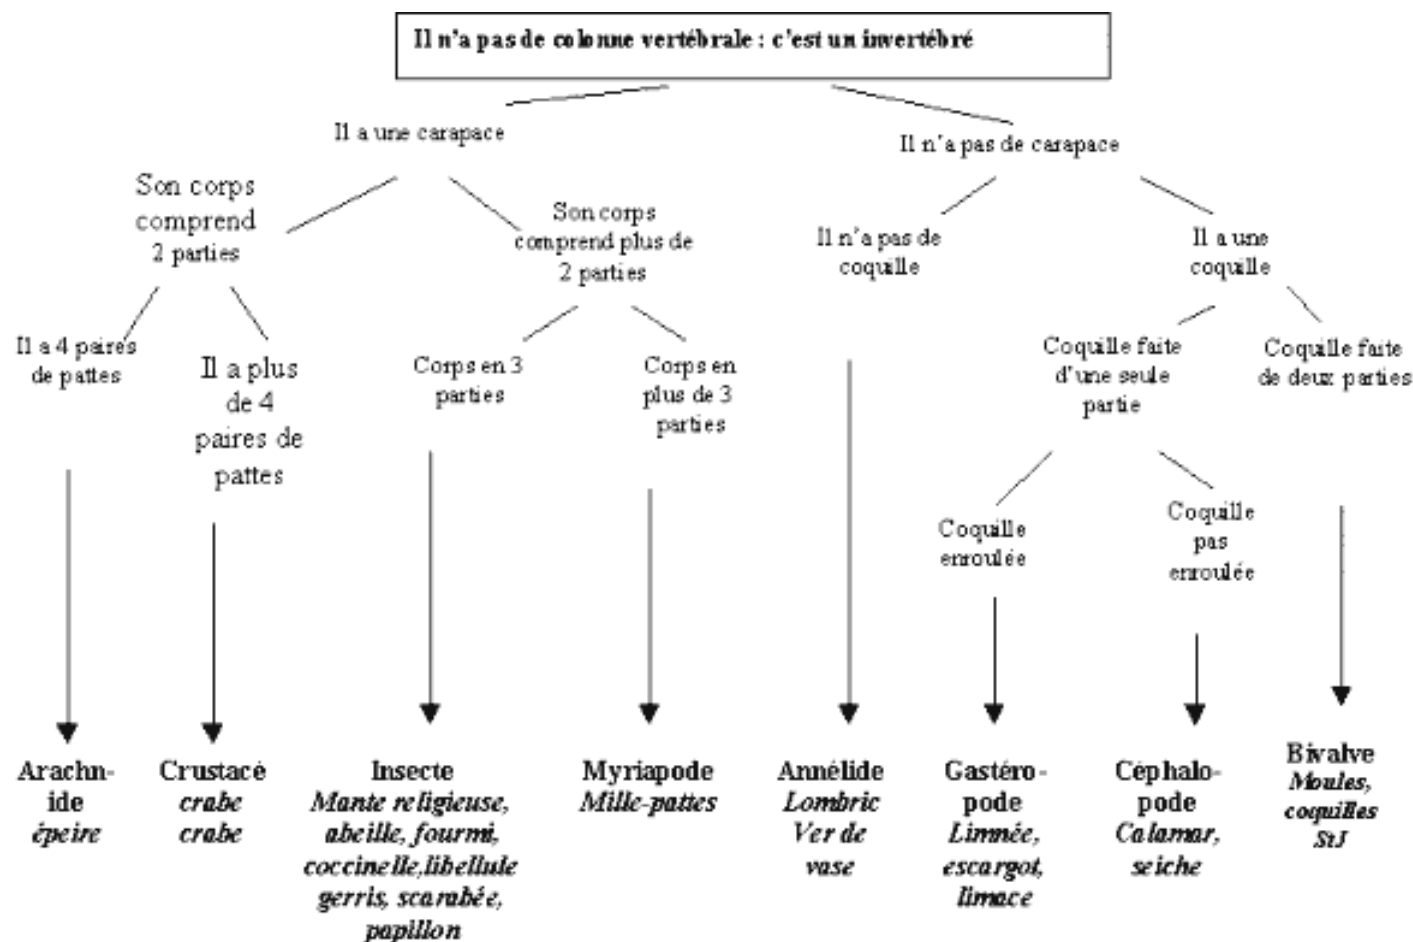 Il n'a pas de colonne vertébrale : c'est un invertébré
Il a une carapace
Il n'a pas de carapace
Son corps
comprend
2 parties
Son corps
comprend plus de
2 parties
Il n'a pas de
coquille
Il a une
coquille
Il a 4 paires
de pattes
Il a plus
de 4
paires de
pattes
Corps en 3
parties
Corps en
plus de 3
parties
Coquille faite
d'une seule
partie
Coquille faite
de deux parties
Coquille
enroulée
Coquille
pas
enroulée
Arachn-
ide
épeire
Crustacé
crabe
crabe
Insecte
Mante religieuse,
abeille, fourmi,
coccinelle,libellule
gerris, scarabée,
papillon
Myriapode
Mille-pattes
Annélide
Lombric
Ver de
vase
Gastéro-
pode
Limnée,
escargot,
limace
Céphalo-
pode
Calamar,
seiche
Bivalve
Moules,
coquilles
StJ